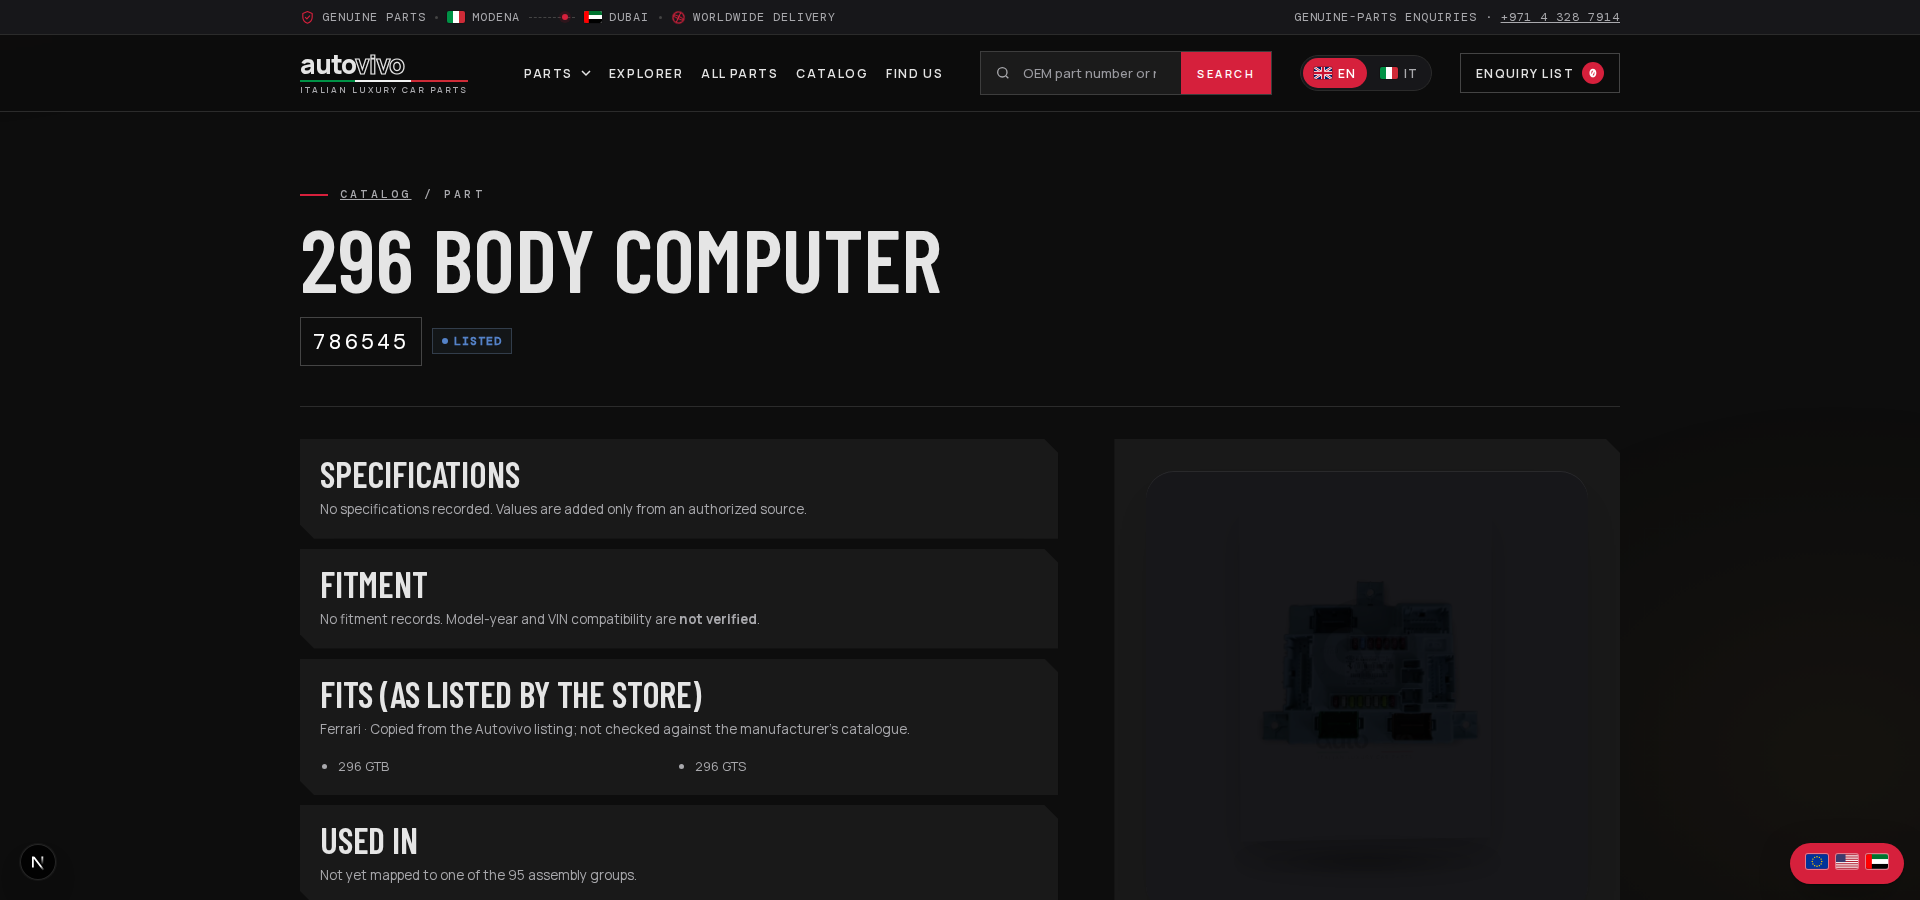 GENUINE PARTS • MODENA DUBAI • WORLDWIDE DELIVERY
GENUINE-PARTS ENQUIRIES · +971 4 328 7914
autovivo
ITALIAN LUXURY CAR PARTS
PARTS EXPLORER ALL PARTS CATALOG FIND US
OEM part number or
SEARCH
EN IT
ENQUIRY LIST 0
CATALOG / PART
296 BODY COMPUTER
786545
LISTED
SPECIFICATIONS
No specifications recorded. Values are added only from an authorized source.
FITMENT
No fitment records. Model-year and VIN compatibility are not verified.
FITS (AS LISTED BY THE STORE)
Ferrari · Copied from the Autovivo listing; not checked against the manufacturer's catalogue.
• 296 GTB
• 296 GTS
USED IN
Not yet mapped to one of the 95 assembly groups.
N